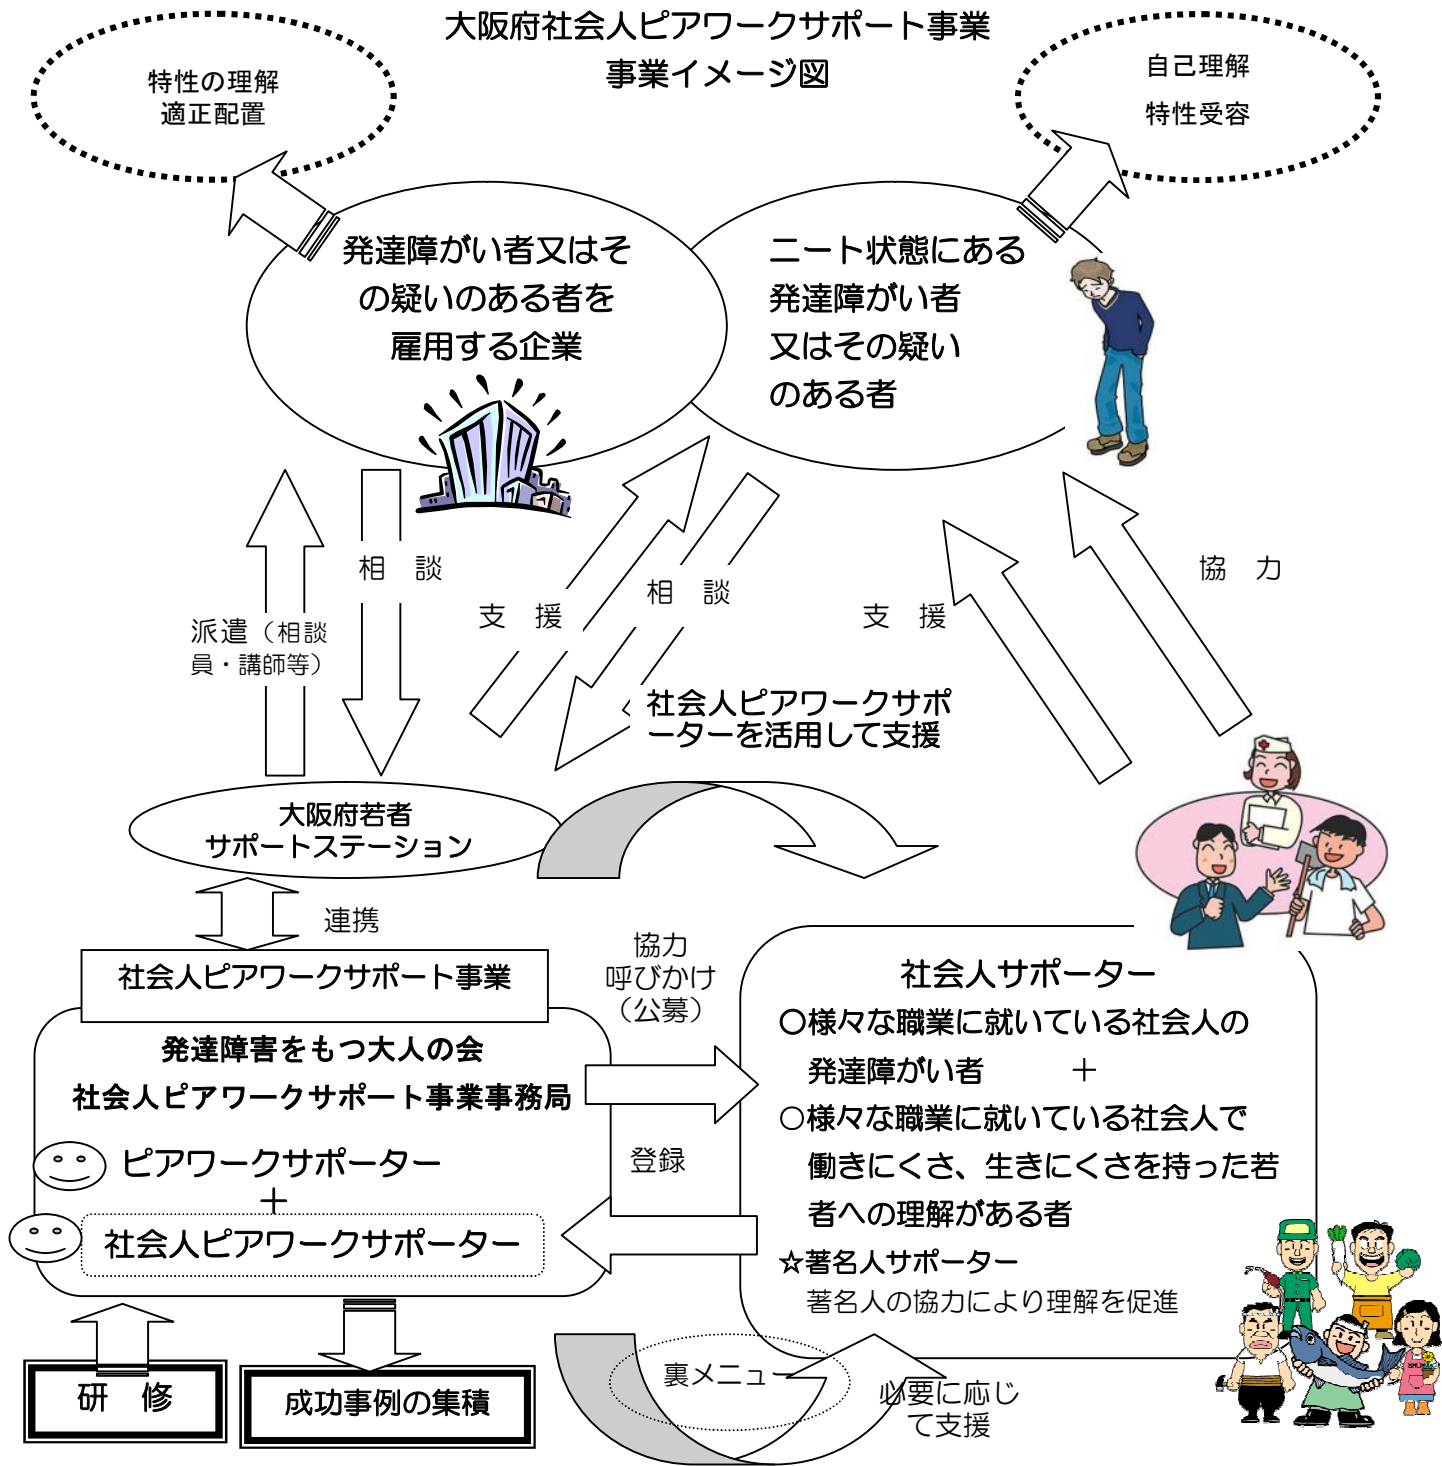 大阪府社会人ピアワークサポート事業
事業イメージ図
特性の理解
適正配置
自己理解
特性受容
発達障がい者又はそ
の疑いのある者を
雇用する企業
ニート状態にある
発達障がい者
又はその疑い
のある者
相　談
派遣（相談
員・講師等）
支　援
相　談
支　援
協　力
社会人ピアワークサポ
ーターを活用して支援
大阪府若者
サポートステーション
連携
社会人ピアワークサポート事業
発達障害をもつ大人の会
社会人ピアワークサポート事業事務局
ピアワークサポーター
＋
社会人ピアワークサポーター
協力
呼びかけ
（公募）
登録
社会人サポーター
○様々な職業に就いている社会人の
発達障がい者　　　＋
○様々な職業に就いている社会人で
働きにくさ、生きにくさを持った若
者への理解がある者
☆著名人サポーター
著名人の協力により理解を促進
研　修
成功事例の集積
裏メニュー
必要に応じ
て支援